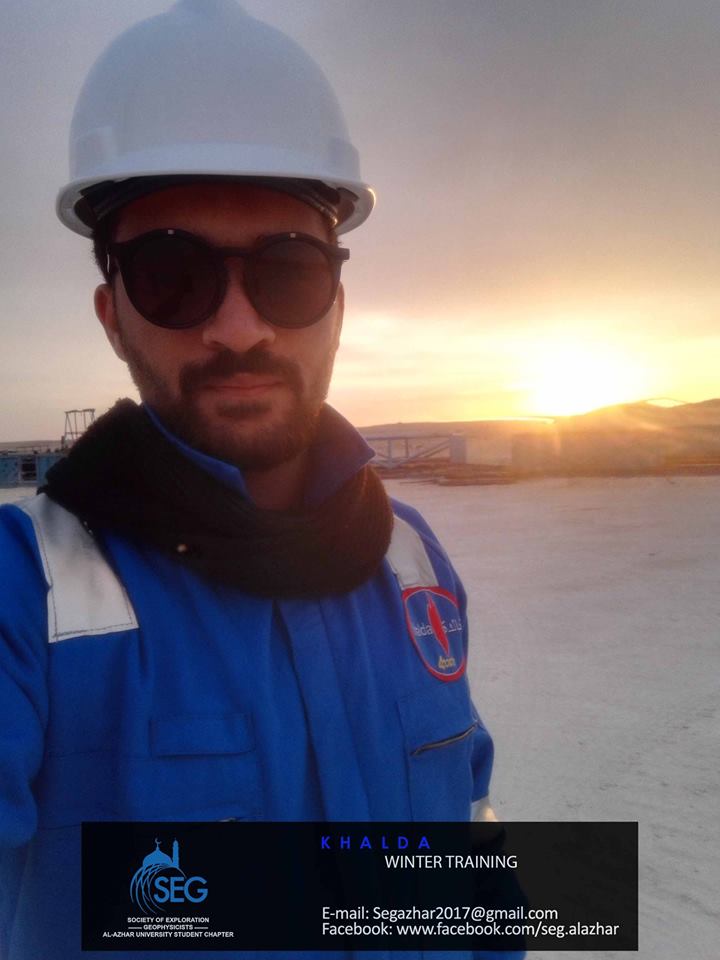 alda
SEG
SOCIETY OF EXPLORATION
GEOPHYSICISTS
AL-AZHAR UNIVERSITY STUDENT CHAPTER
KHALDA
WINTER TRAINING
E-mail: Segazhar2017@gmail.com
Facebook: www.facebook.com/seg.alazhar